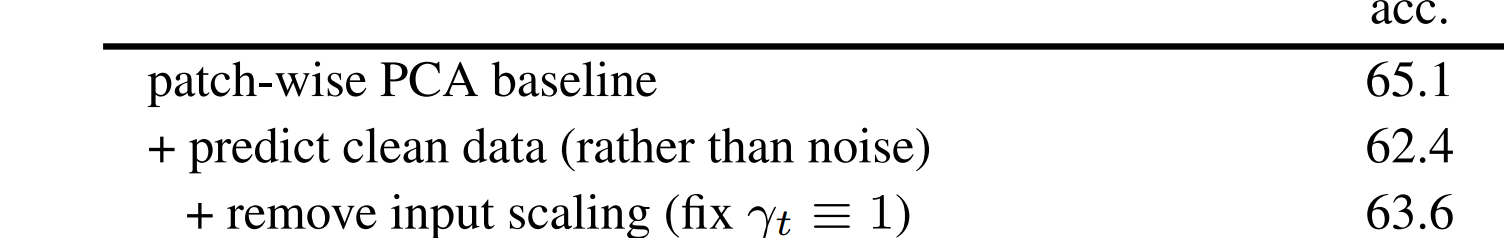 acc.
patch-wise PCA baseline 65.1
+ predict clean data (rather than noise) 62.4
+ remove input scaling (fix γₜ ≡ 1) 63.6